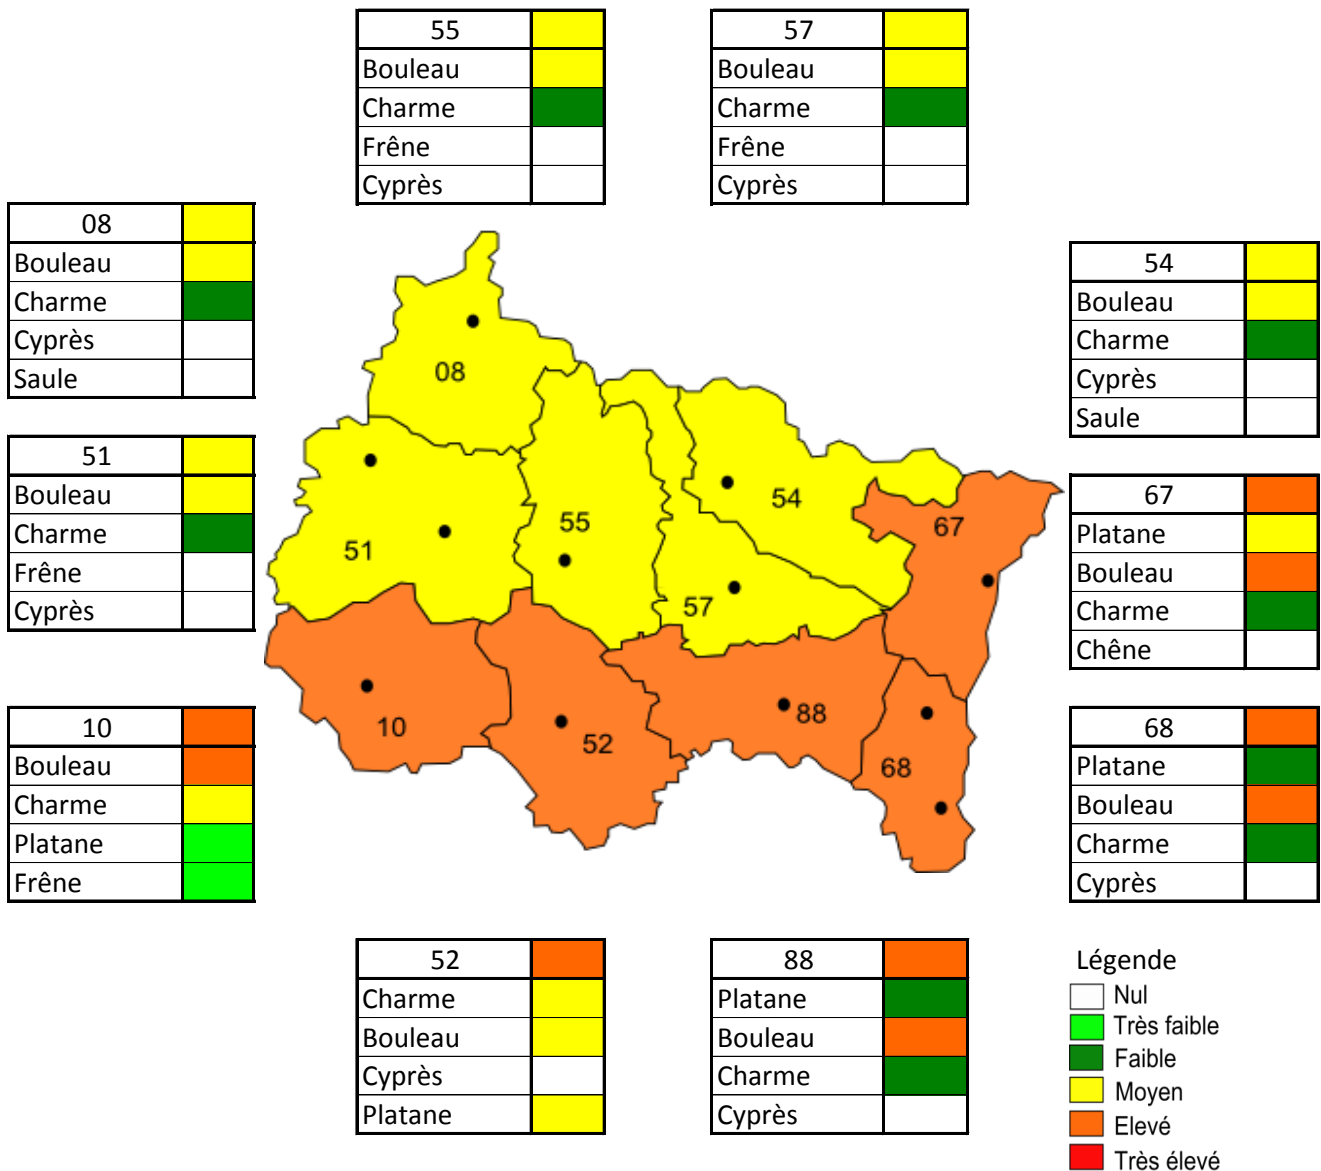 55
Bouleau
Charme
Frêne
Cyprès
57
Bouleau
Charme
Frêne
Cyprès
08
Bouleau
Charme
Cyprès
Saule
54
Bouleau
Charme
Cyprès
Saule
51
Bouleau
Charme
Frêne
Cyprès
67
Platane
Bouleau
Charme
Chêne
10
Bouleau
Charme
Platane
Frêne
68
Platane
Bouleau
Charme
Cyprès
08
54
55
67
51
57
88
10
52
68
52
Charme
Bouleau
Cyprès
Platane
88
Platane
Bouleau
Charme
Cyprès
Légende
Nul
Très faible
Faible
Moyen
Elevé
Très élevé